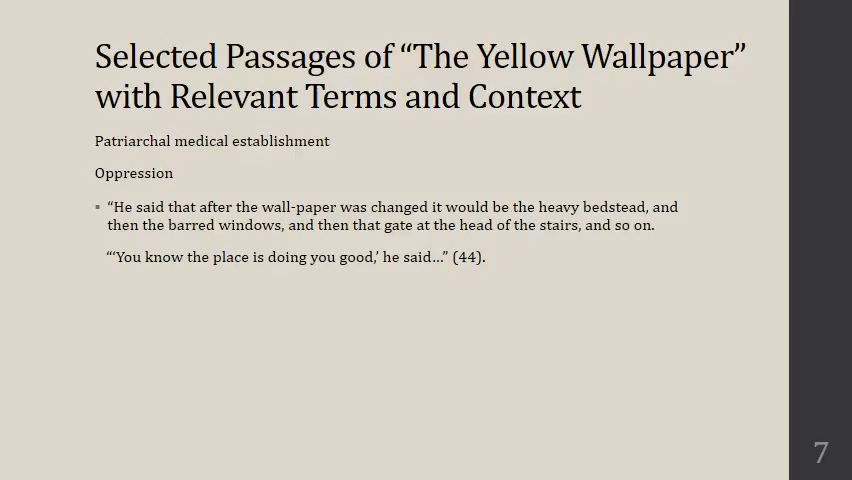 Selected Passages of “The Yellow Wallpaper”
with Relevant Terms and Context
Patriarchal medical establishment
Oppression
▪ “He said that after the wall-paper was changed it would be the heavy bedstead, and
then the barred windows, and then that gate at the head of the stairs, and so on.
“‘You know the place is doing you good,’ he said…” (44).
7